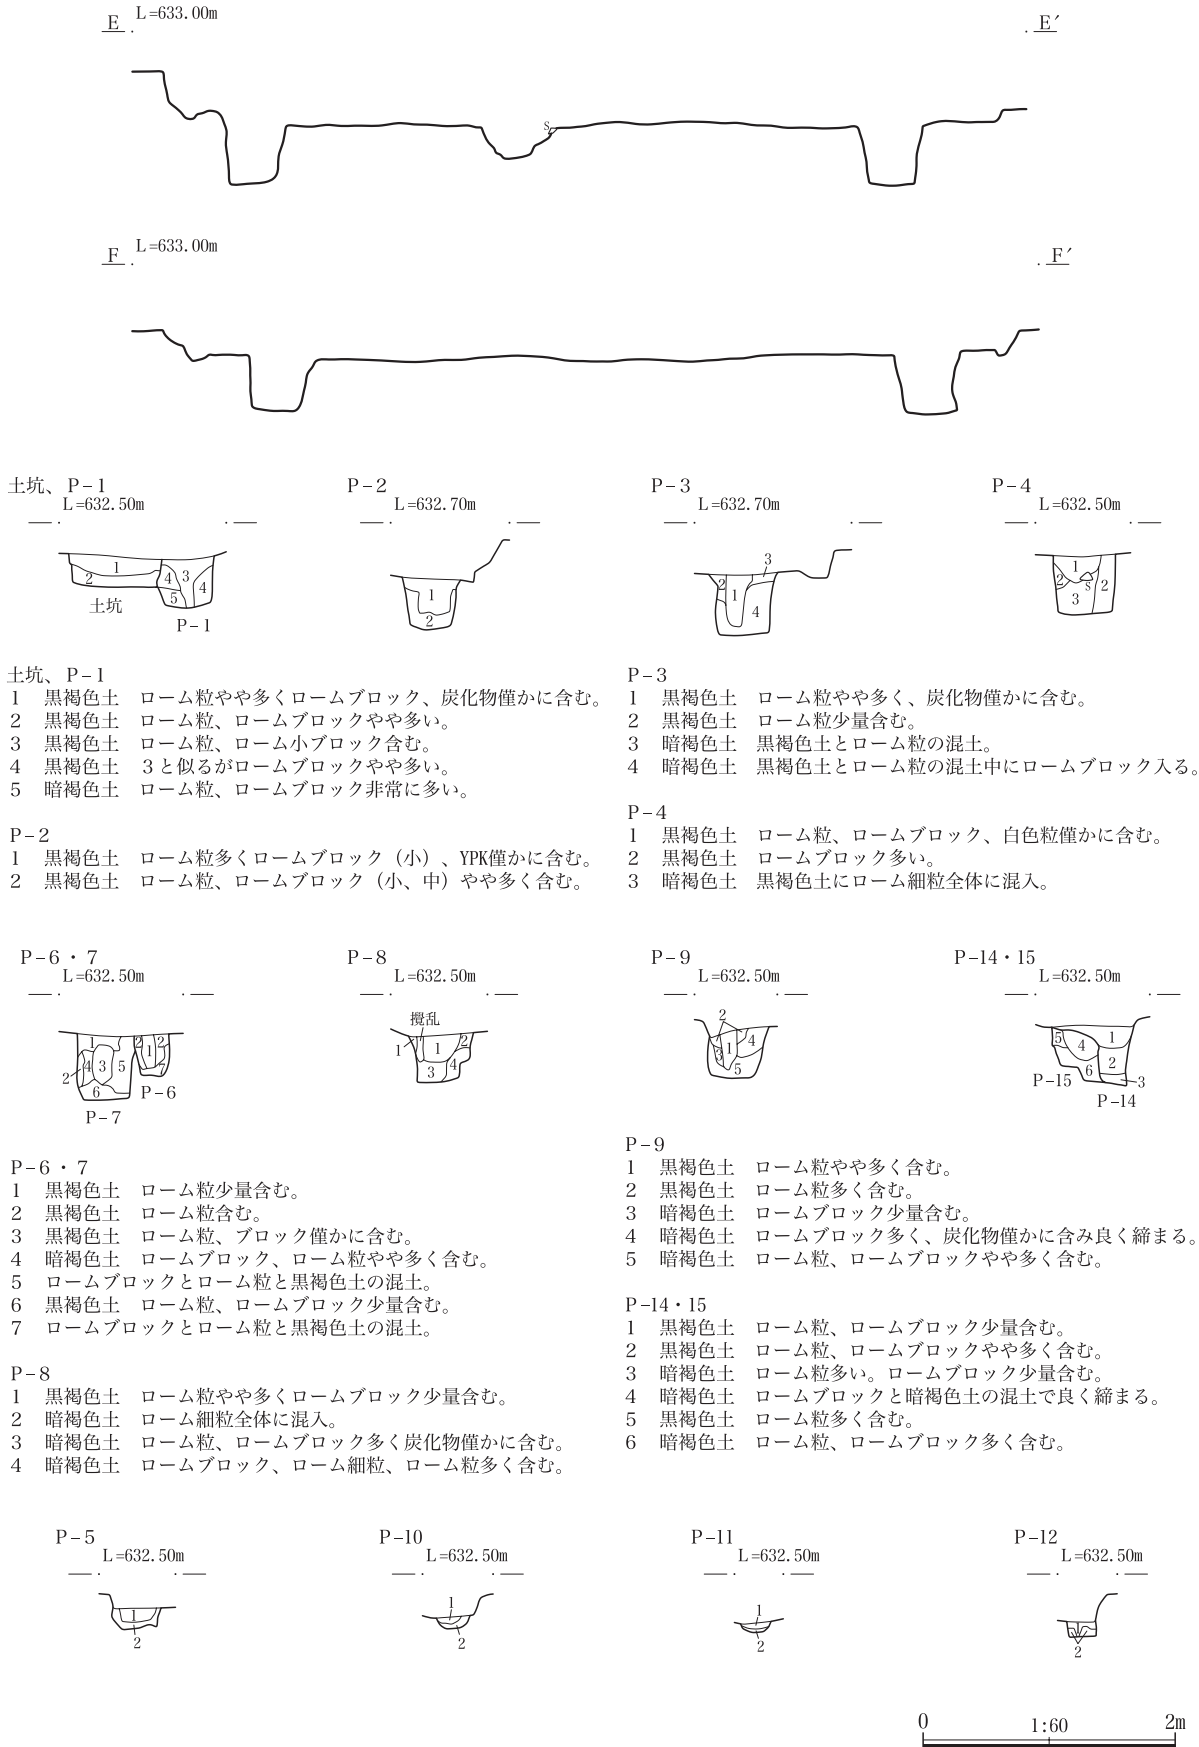 E L=633.00m E′
S
F L=633.00m F′
土坑、P-1
L=632.50m
1
2
3
4
4
5
土坑
P-1
P-2
L=632.70m
1
2
P-3
L=632.70m
3
2
1
4
P-4
L=632.50m
1
2
S
2
3
土坑、P-1
1 黒褐色土 ローム粒やや多くロームブロック、炭化物僅かに含む。
2 黒褐色土 ローム粒、ロームブロックやや多い。
3 黒褐色土 ローム粒、ローム小ブロック含む。
4 黒褐色土 3と似るがロームブロックやや多い。
5 暗褐色土 ローム粒、ロームブロック非常に多い。
P-2
1 黒褐色土 ローム粒多くロームブロック（小）、YPK僅かに含む。
2 黒褐色土 ローム粒、ロームブロック（小、中）やや多く含む。
P-3
1 黒褐色土 ローム粒やや多く、炭化物僅かに含む。
2 黒褐色土 ローム粒少量含む。
3 暗褐色土 黒褐色土とローム粒の混土。
4 暗褐色土 黒褐色土とローム粒の混土中にロームブロック入る。
P-4
1 黒褐色土 ローム粒、ロームブロック、白色粒僅かに含む。
2 黒褐色土 ロームブロック多い。
3 暗褐色土 黒褐色土にローム細粒全体に混入。
P-6・7
L=632.50m
1
2
4
3
5
6
2
1
2
7
P-6
P-7
P-8
L=632.50m
攪乱
1
1
2
3
4
P-9
L=632.50m
2
3
1
4
5
P-14・15
L=632.50m
5
4
1
2
6
3
P-15
P-14
P-6・7
1 黒褐色土 ローム粒少量含む。
2 黒褐色土 ローム粒含む。
3 黒褐色土 ローム粒、ブロック僅かに含む。
4 暗褐色土 ロームブロック、ローム粒やや多く含む。
5 ロームブロックとローム粒と黒褐色土の混土。
6 黒褐色土 ローム粒、ロームブロック少量含む。
7 ロームブロックとローム粒と黒褐色土の混土。
P-8
1 黒褐色土 ローム粒やや多くロームブロック少量含む。
2 暗褐色土 ローム細粒全体に混入。
3 暗褐色土 ローム粒、ロームブロック多く炭化物僅かに含む。
4 暗褐色土 ロームブロック、ローム細粒、ローム粒多く含む。
P-9
1 黒褐色土 ローム粒やや多く含む。
2 黒褐色土 ローム粒多く含む。
3 暗褐色土 ロームブロック少量含む。
4 暗褐色土 ロームブロック多く、炭化物僅かに含み良く締まる。
5 暗褐色土 ローム粒、ロームブロックやや多く含む。
P-14・15
1 黒褐色土 ローム粒、ロームブロック少量含む。
2 黒褐色土 ローム粒、ロームブロックやや多く含む。
3 暗褐色土 ローム粒多い。ロームブロック少量含む。
4 暗褐色土 ロームブロックと暗褐色土の混土で良く締まる。
5 黒褐色土 ローム粒多く含む。
6 暗褐色土 ローム粒、ロームブロック多く含む。
P-5
L=632.50m
1
2
P-10
L=632.50m
1
2
P-11
L=632.50m
1
2
P-12
L=632.50m
2
0 1:60 2m